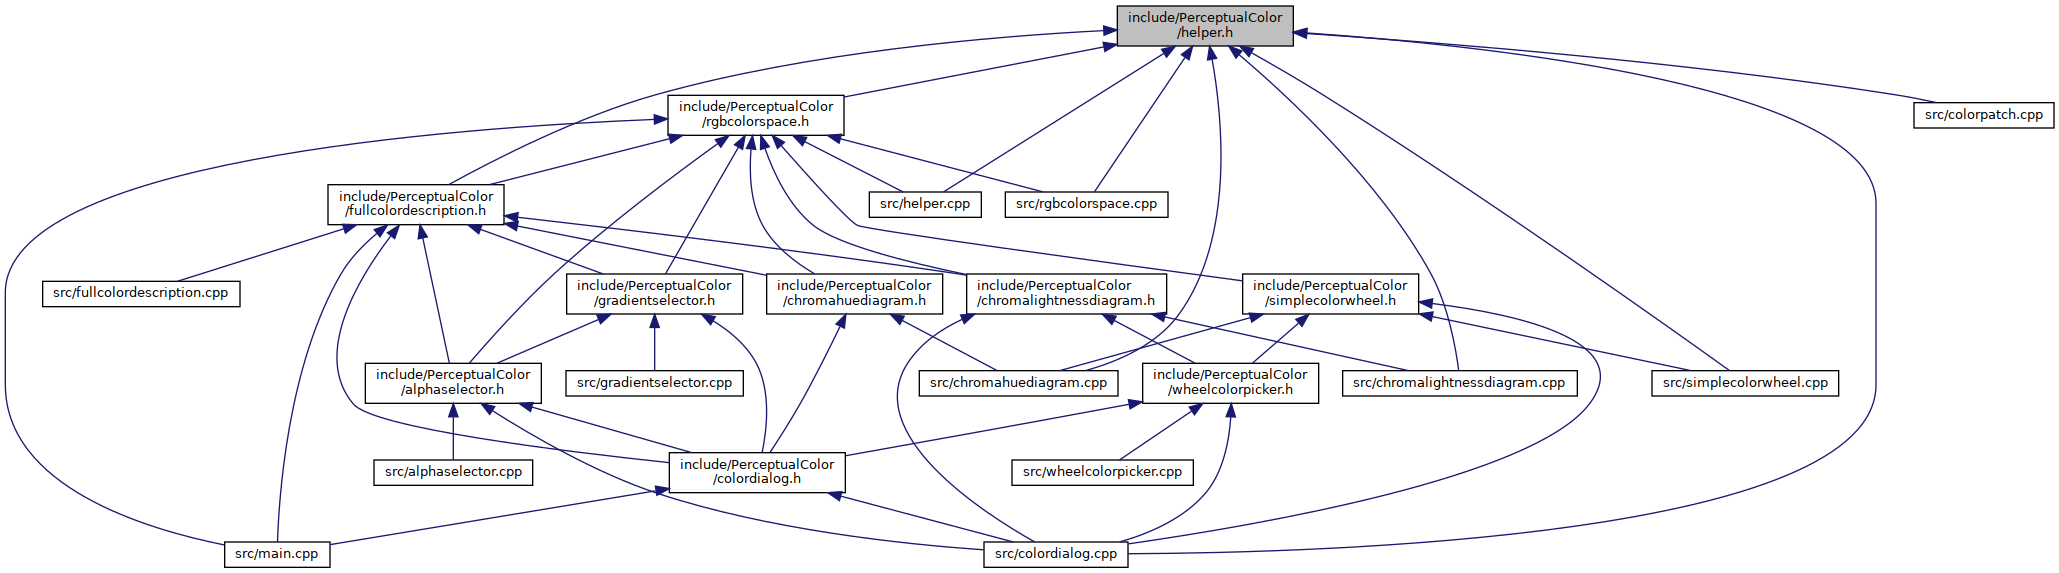 include/PerceptualColor
/helper.h
include/PerceptualColor
/rgbcolorspace.h
src/colorpatch.cpp
include/PerceptualColor
/fullcolordescription.h
src/helper.cpp
src/rgbcolorspace.cpp
src/fullcolordescription.cpp
include/PerceptualColor
/gradientselector.h
include/PerceptualColor
/chromahuediagram.h
include/PerceptualColor
/chromalightnessdiagram.h
include/PerceptualColor
/simplecolorwheel.h
include/PerceptualColor
/alphaselector.h
src/gradientselector.cpp
src/chromahuediagram.cpp
include/PerceptualColor
/wheelcolorpicker.h
src/chromalightnessdiagram.cpp
src/simplecolorwheel.cpp
src/alphaselector.cpp
include/PerceptualColor
/colordialog.h
src/wheelcolorpicker.cpp
src/main.cpp
src/colordialog.cpp